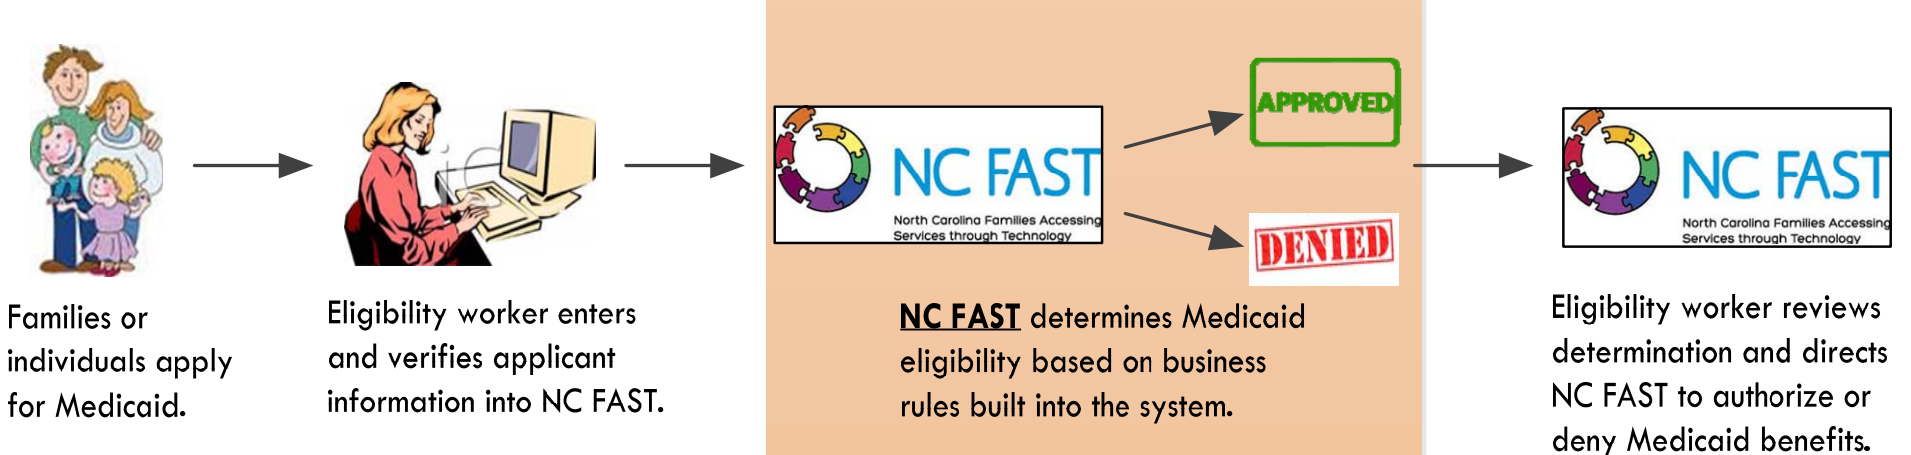 Families or
individuals apply
for Medicaid.
Eligibility worker enters
and verifies applicant
information into NC FAST.
NC FAST
North Carolina Families Accessing
Services through Technology
APPROVED
DENIED
NC FAST determines Medicaid
eligibility based on business
rules built into the system.
NC FAST
North Carolina Families Accessing
Services through Technology
Eligibility worker reviews
determination and directs
NC FAST to authorize or
deny Medicaid benefits.